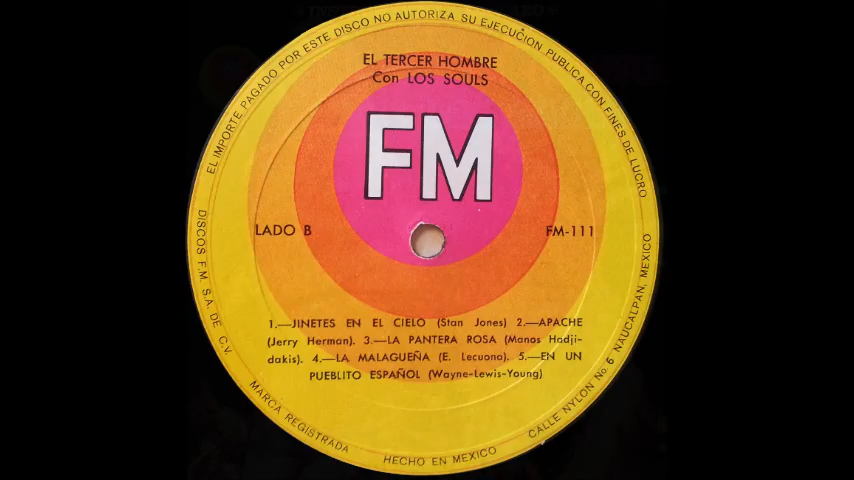 EL IMPORTE PAGADO POR ESTE DISCO NO AUTORIZA SU EJECUCION PUBLICA CON FINES DE LUCRO
EL TERCER HOMBRE
Con LOS SOULS
FM
LADO B
FM-111
1.—JINETES EN EL CIELO (Stan Jones) 2.—APACHE
(Jerry Herman). 3.—LA PANTERA ROSA (Manos Hadji-
dakis). 4.—LA MALAGUEÑA (E. Lecuona). 5.—EN UN
PUEBLITO ESPAÑOL (Wayne-Lewis-Young)
DISCOS F.M. S.A. DE C.V.
MARCA REGISTRADA
HECHO EN MEXICO
CALLE NYLON No. 6 NAUCALPAN, MEXICO